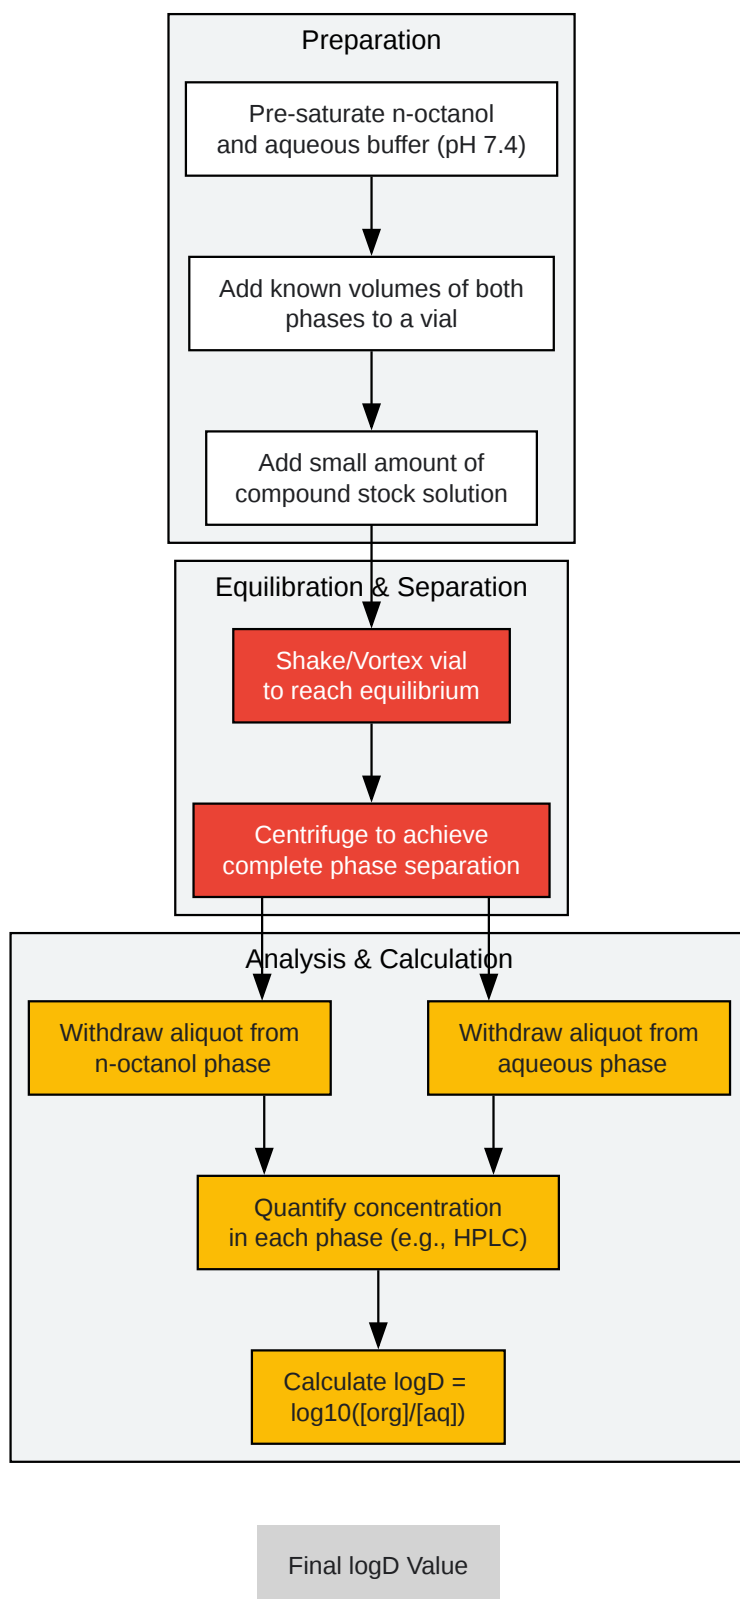 Preparation
Pre-saturate n-octanol
and aqueous buffer (pH 7.4)
Add known volumes of both
phases to a vial
Add small amount of
compound stock solution
Equilibration & Separation
Shake/Vortex vial
to reach equilibrium
Centrifuge to achieve
complete phase separation
Analysis & Calculation
Withdraw aliquot from
n-octanol phase
Withdraw aliquot from
aqueous phase
Quantify concentration
in each phase (e.g., HPLC)
Calculate logD =
log10([org]/[aq])
Final logD Value